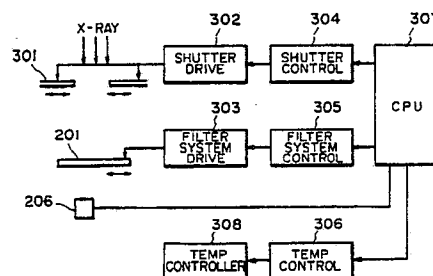 X-RAY
301
302
304
307
SHUTTER
DRIVE
SHUTTER
CONTROL
CPU
201
303
305
FILTER
SYSTEM
DRIVE
FILTER
SYSTEM
CONTROL
206
308
306
TEMP
CONTROLLER
TEMP
CONTROL